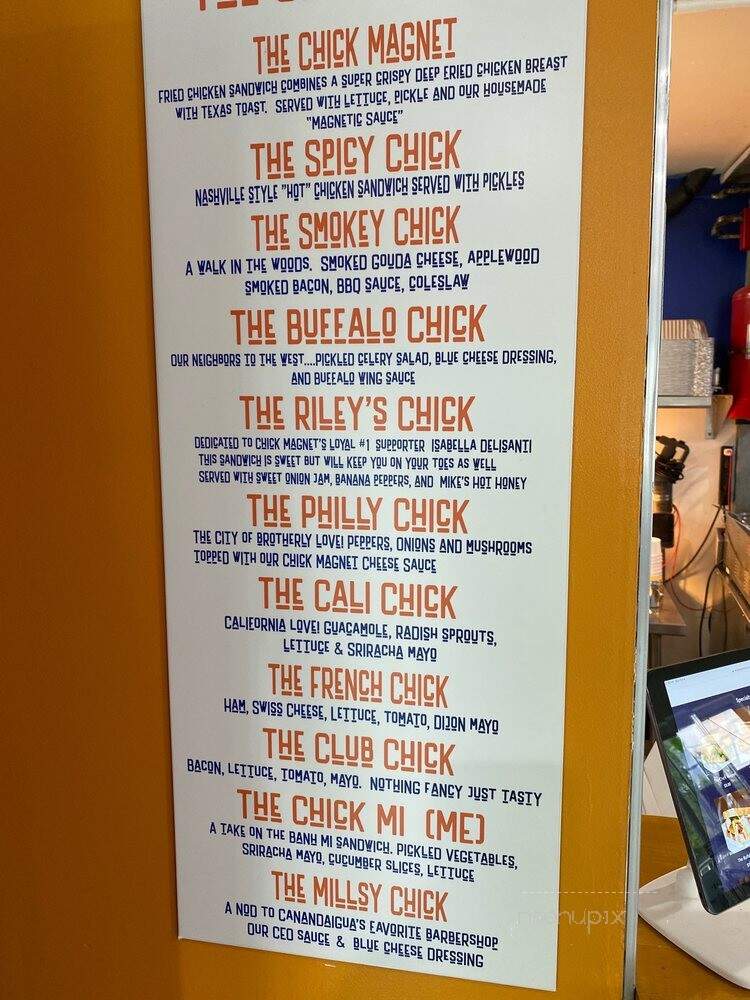 THE CHICK MAGNET
FRIED CHICKEN SANDWICH COMBINES A SUPER CRISPY DEEP FRIED CHICKEN BREAST
WITH TEXAS TOAST. SERVED WITH LETTUCE, PICKLE AND OUR HOUSEMADE
"MAGNETIC SAUCE"
THE SPICY CHICK
NASHVILLE STYLE "HOT" CHICKEN SANDWICH SERVED WITH PICKLES
THE SMOKEY CHICK
A WALK IN THE WOODS. SMOKED GOUDA CHEESE, APPLEWOOD
SMOKED BACON, BBQ SAUCE, COLESLAW
THE BUFFALO CHICK
OUR NEIGHBORS TO THE WEST....PICKLED CELERY SALAD, BLUE CHEESE DRESSING,
AND BUFFALO WING SAUCE
THE RILEY'S CHICK
DEDICATED TO CHICK MAGNET'S LOYAL #1 SUPPORTER ISABELLA DELISANTI
THIS SANDWICH IS SWEET BUT WILL KEEP YOU ON YOUR TOES AS WELL
SERVED WITH SWEET ONION JAM, BANANA PEPPERS, AND MIKE'S HOT HONEY
THE PHILLY CHICK
THE CITY OF BROTHERLY LOVE! PEPPERS, ONIONS AND MUSHROOMS
TOPPED WITH OUR CHICK MAGNET CHEESE SAUCE
THE CALI CHICK
CALIFORNIA LOVE! GUACAMOLE, RADISH SPROUTS,
LETTUCE & SRIRACHA MAYO
THE FRENCH CHICK
HAM, SWISS CHEESE, LETTUCE, TOMATO, DIJON MAYO
THE CLUB CHICK
BACON, LETTUCE, TOMATO, MAYO. NOTHING FANCY JUST TASTY
THE CHICK MI (ME)
A TAKE ON THE BANH MI SANDWICH. PICKLED VEGETABLES,
SRIRACHA MAYO, CUCUMBER SLICES, LETTUCE
THE MILLSY CHICK
A NOD TO CANANDAIGUA'S FAVORITE BARBERSHOP
OUR CEO SAUCE & BLUE CHEESE DRESSING
menupix